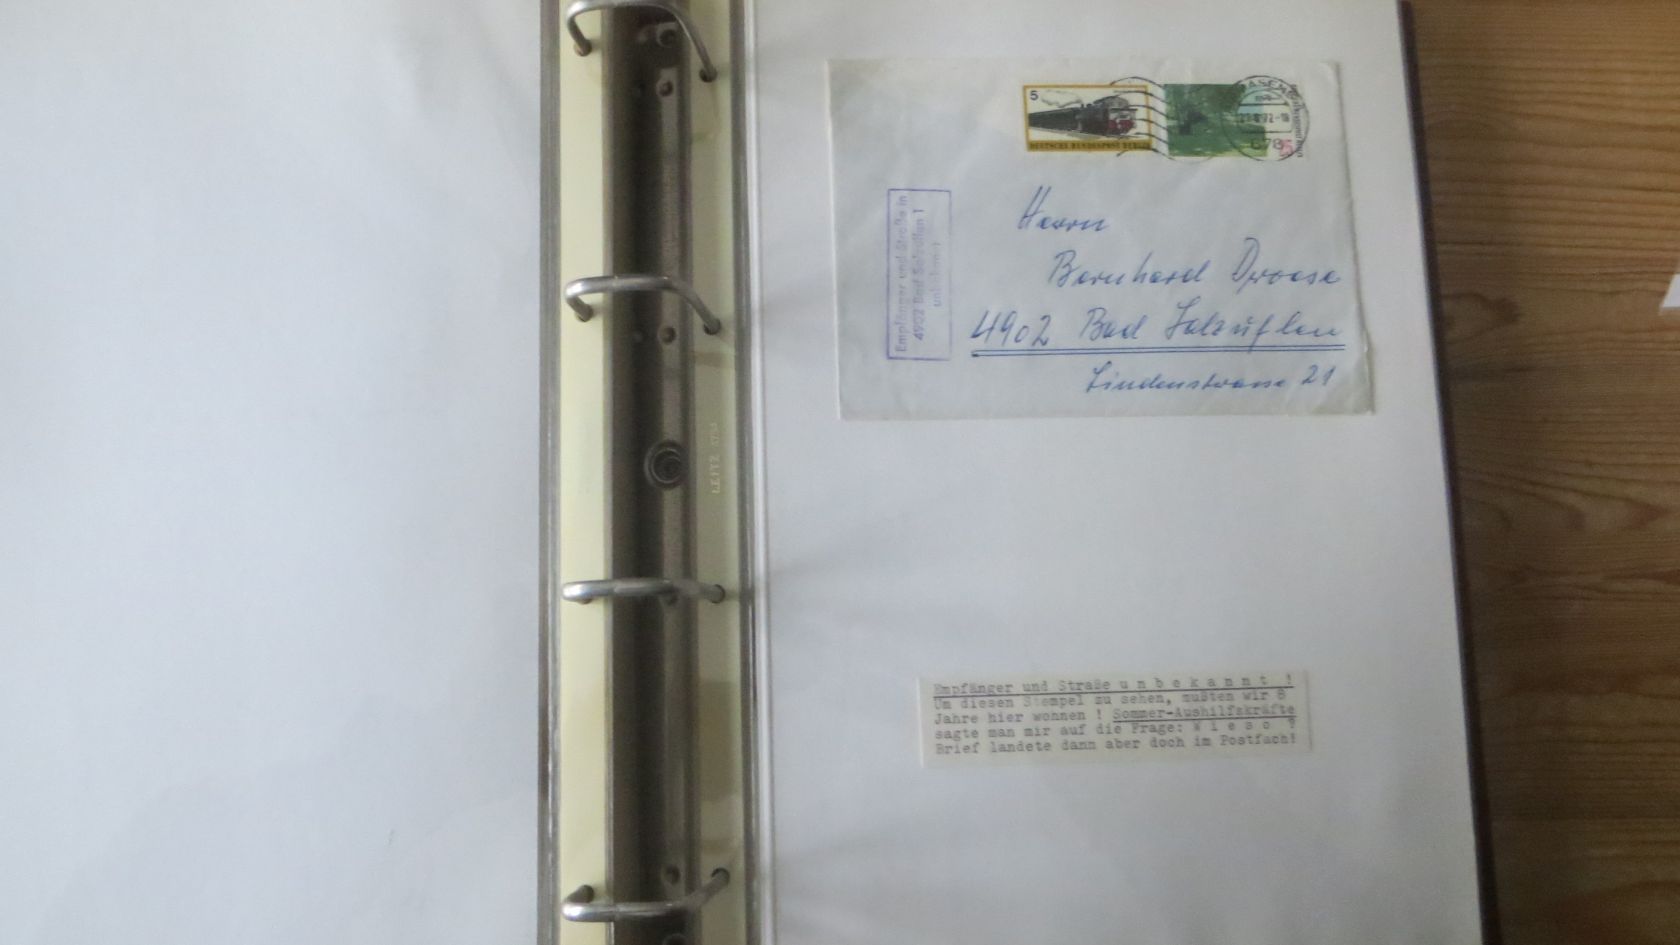 5
DEUTSCHE BUNDESPOST BERLIN
678
Empfänger und Straße in
4902 Bad Salzuflen 1
unbekannt
Herrn
Bernhard Droose
4902 Bad Salzuflen
Lindenstrasse 21
LEITZ
Empfänger und Straße u n b e k a n n t !
Um diesen Stempel zu sehen, mußten wir 8
Jahre hier wohnen ! Sommer-Aushilfskräfte
sagte man mir auf die Frage: W i e s o ?
Brief landete dann aber doch im Postfach!